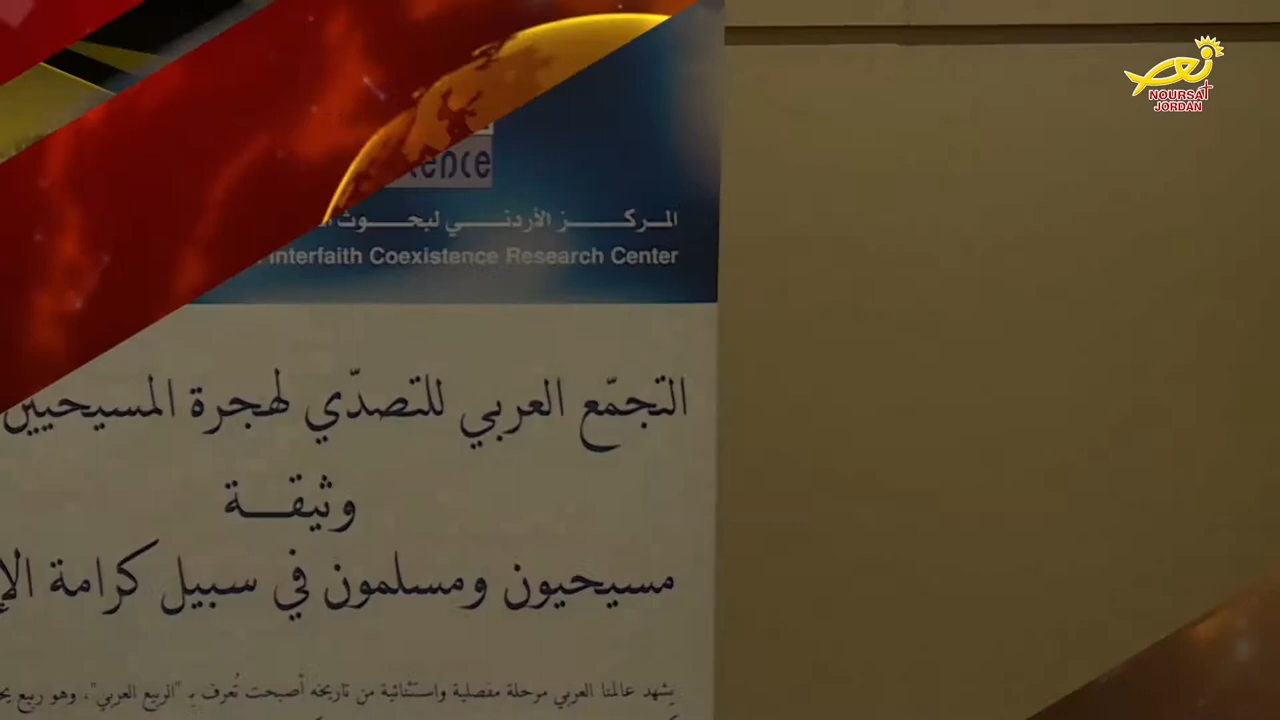 نور
NOURSAT
JORDAN
المركز الأردني لبحوث
Interfaith Coexistence Research Center
التجمّع العربي للتصدّي لهجرة المسيحيين
وثيقة
مسيحيون ومسلمون في سبيل كرامة
يشهد عالمنا العربي مرحلة مفصلية واستثنائية من تاريخه أصبحت تُعرف بـ "الربيع العربي"، وهو ربيع